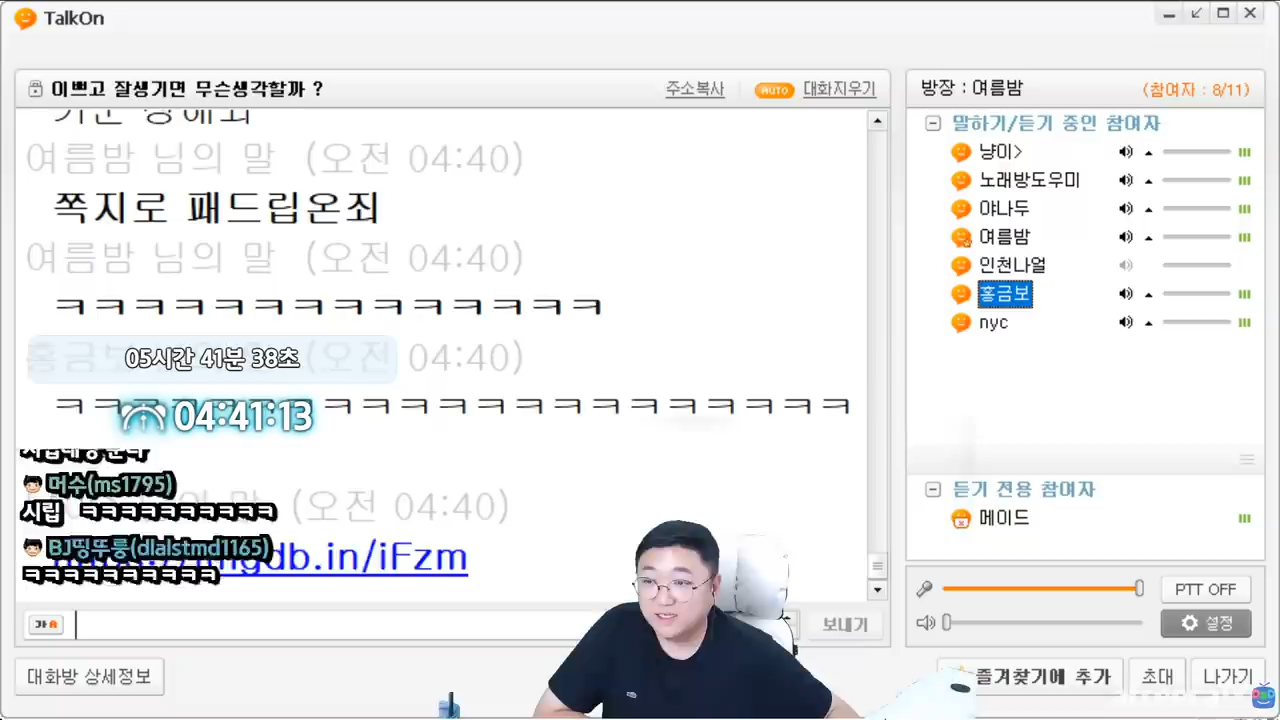 TalkOn
이쁘고 잘생기면 무슨생각할까 ?
주소복사
AUTO
대화지우기
여름밤 님의 말 (오전 04:40)
쪽지로 패드립온죄
여름밤 님의 말 (오전 04:40)
ㅋㅋㅋㅋㅋㅋㅋㅋㅋㅋㅋㅋㅋㅋㅋ
05시간 41분 38초
(오전 04:40)
04:41:13
머수(ms1795)
시립 ㅋㅋㅋㅋㅋㅋㅋㅋㅋㅋ
(오전 04:40)
BJ띵뚜룽(dlalstmd1165)
db.in/iFzm
ㅋㅋㅋㅋㅋㅋㅋㅋㅋㅋ
가
보내기
대화방 상세정보
방장 : 여름밤
(참여자 : 8/11)
말하기/듣기 중인 참여자
냥이>
노래방도우미
야나두
여름밤
인천나얼
홍금보
nyc
듣기 전용 참여자
메이드
PTT OFF
설정
즐겨찾기에 추가
초대
나가기